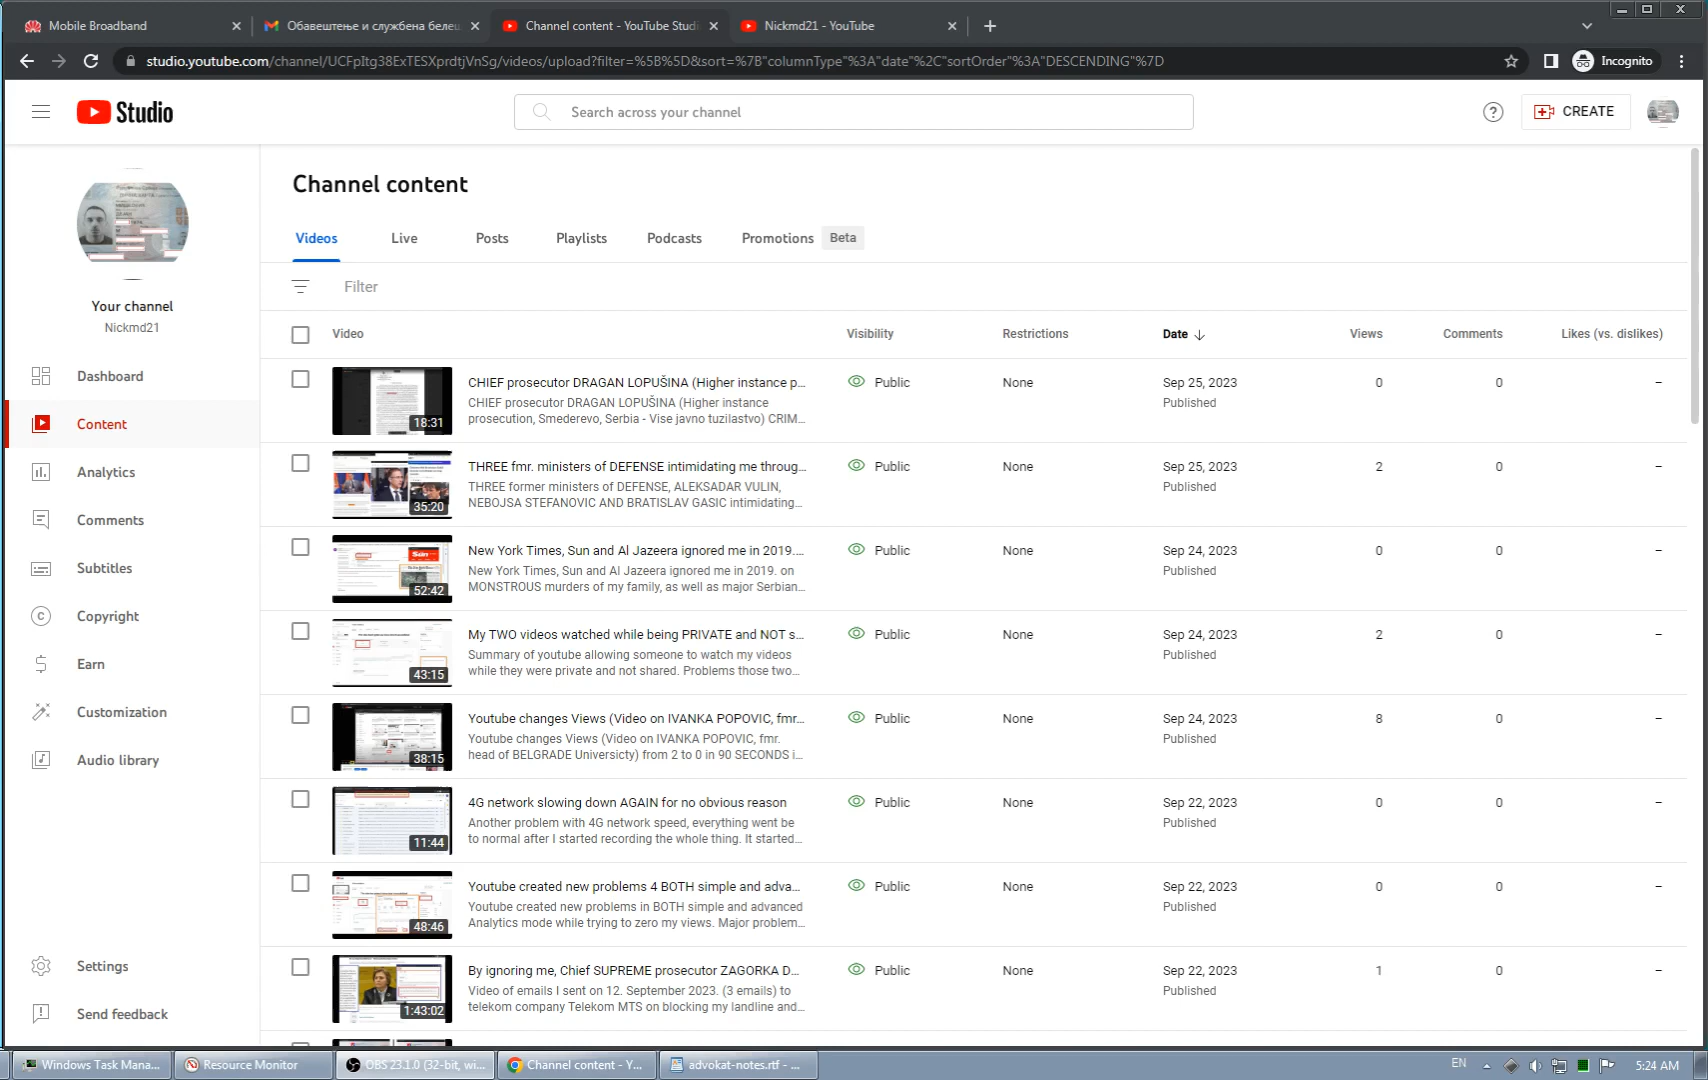 Mobile Broadband
Обавештење и службена белеш
Channel content - YouTube Studi
Nickmd21 - YouTube
studio.youtube.com/channel/UCFpItg38ExTESXprdtjVnSg/videos/upload?filter=%5B%5D&sort=%7B"columnType"%3A"date"%2C"sortOrder"%3A"DESCENDING"%7D
Incognito
Studio
Search across your channel
CREATE
Channel content
Videos
Live
Posts
Playlists
Podcasts
Promotions
Beta
Filter
Your channel
Nickmd21
Dashboard
Content
Analytics
Comments
Subtitles
Copyright
Earn
Customization
Audio library
Settings
Send feedback
Video
Visibility
Restrictions
Date
Views
Comments
Likes (vs. dislikes)
18:31
CHIEF prosecutor DRAGAN LOPUŠINA (Higher instance p...
CHIEF prosecutor DRAGAN LOPUŠINA (Higher instance
prosecution, Smederevo, Serbia - Vise javno tuzilastvo) CRIM...
Public
None
Sep 25, 2023
Published
0
0
–
35:20
THREE fmr. ministers of DEFENSE intimidating me throug...
THREE former ministers of DEFENSE, ALEKSADAR VULIN,
NEBOJSA STEFANOVIC AND BRATISLAV GASIC intimidating...
Public
None
Sep 25, 2023
Published
2
0
–
Sun
52:42
New York Times, Sun and Al Jazeera ignored me in 2019....
New York Times, Sun and Al Jazeera ignored me in 2019. on
MONSTROUS murders of my family, as well as major Serbian...
Public
None
Sep 24, 2023
Published
0
0
–
43:15
My TWO videos watched while being PRIVATE and NOT s...
Summary of youtube allowing someone to watch my videos
while they were private and not shared. Problems those two...
Public
None
Sep 24, 2023
Published
2
0
–
38:15
Youtube changes Views (Video on IVANKA POPOVIC, fmr...
Youtube changes Views (Video on IVANKA POPOVIC, fmr.
head of BELGRADE Universicty) from 2 to 0 in 90 SECONDS i...
Public
None
Sep 24, 2023
Published
8
0
–
11:44
4G network slowing down AGAIN for no obvious reason
Another problem with 4G network speed, everything went be
to normal after I started recording the whole thing. It started...
Public
None
Sep 22, 2023
Published
0
0
–
48:46
Youtube created new problems 4 BOTH simple and adva...
Youtube created new problems in BOTH simple and advanced
Analytics mode while trying to zero my views. Major problem...
Public
None
Sep 22, 2023
Published
0
0
–
1:43:02
By ignoring me, Chief SUPREME prosecutor ZAGORKA D...
Video of emails I sent on 12. September 2023. (3 emails) to
telekom company Telekom MTS on blocking my landline and...
Public
None
Sep 22, 2023
Published
1
0
–
Windows Task Mana...
Resource Monitor
OBS 23.1.0 (32-bit, wi...
Channel content - Y...
advokat-notes.rtf - ...
EN
5:24 AM